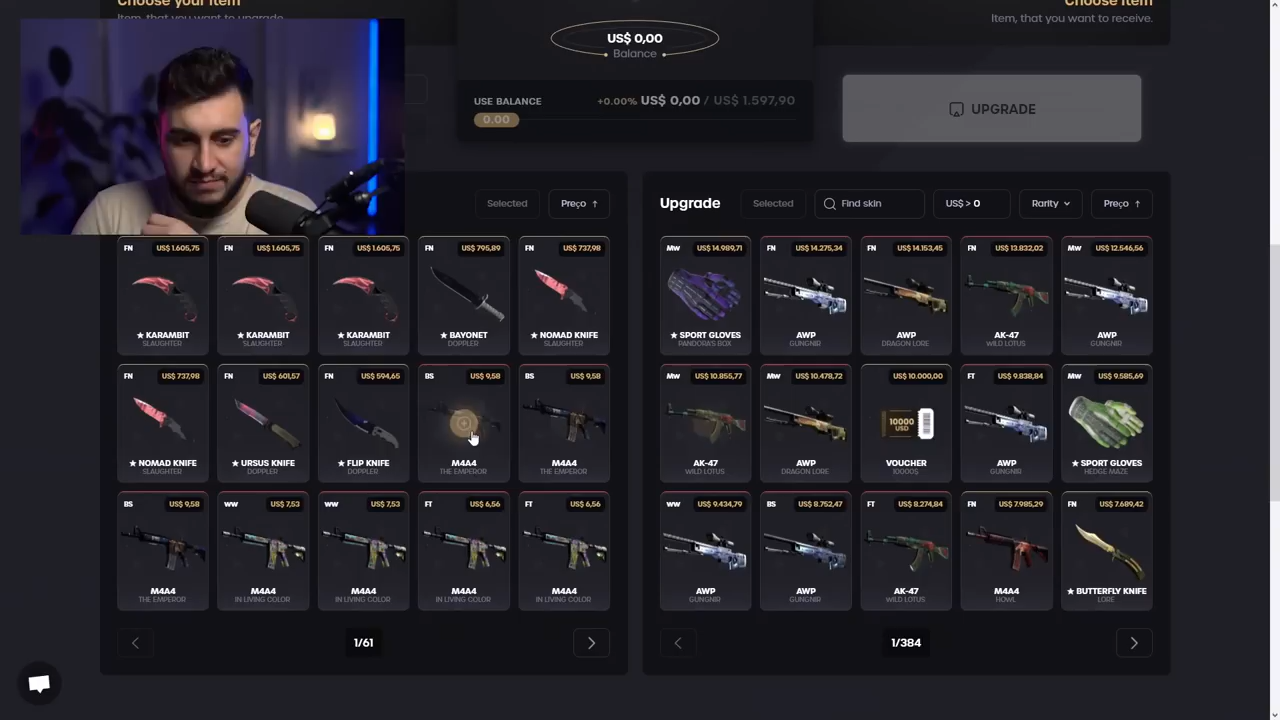 Choose your item
Item, that you want to upgrade.
Choose item
Item, that you want to receive.
US$ 0,00
Balance
USE BALANCE
+0.00% US$ 0,00 / US$ 1.597,90
0.00
UPGRADE
Selected
Preço ↑
Upgrade
Selected
Find skin
US$ > 0
Rarity
Preço ↑
FN US$ 1.605,75
FN US$ 1.605,75
FN US$ 1.605,75
FN US$ 795,89
FN US$ 737,98
★ KARAMBIT
SLAUGHTER
★ KARAMBIT
SLAUGHTER
★ KARAMBIT
SLAUGHTER
★ BAYONET
DOPPLER
★ NOMAD KNIFE
SLAUGHTER
FN US$ 737,98
FN US$ 601,57
FN US$ 594,65
BS US$ 9,58
BS US$ 9,58
★ NOMAD KNIFE
SLAUGHTER
★ URSUS KNIFE
DOPPLER
★ FLIP KNIFE
DOPPLER
M4A4
THE EMPEROR
M4A4
THE EMPEROR
BS US$ 9,58
WW US$ 7,53
WW US$ 7,53
FT US$ 6,56
FT US$ 6,56
M4A4
THE EMPEROR
M4A4
IN LIVING COLOR
M4A4
IN LIVING COLOR
M4A4
IN LIVING COLOR
M4A4
IN LIVING COLOR
1/61
MW US$ 14.989,71
FN US$ 14.275,34
FN US$ 14.153,45
FN US$ 13.832,02
MW US$ 12.546,56
★ SPORT GLOVES
PANDORA'S BOX
AWP
GUNGNIR
AWP
DRAGON LORE
AK-47
WILD LOTUS
AWP
GUNGNIR
MW US$ 10.855,77
MW US$ 10.478,72
US$ 10.000,00
FT US$ 9.838,84
MW US$ 9.585,69
10000
USD
AK-47
WILD LOTUS
AWP
DRAGON LORE
VOUCHER
10000$
AWP
GUNGNIR
★ SPORT GLOVES
HEDGE MAZE
WW US$ 9.434,79
BS US$ 8.752,47
FT US$ 8.274,84
FN US$ 7.985,29
FN US$ 7.689,42
AWP
GUNGNIR
AWP
GUNGNIR
AK-47
WILD LOTUS
M4A4
HOWL
★ BUTTERFLY KNIFE
LORE
1/384